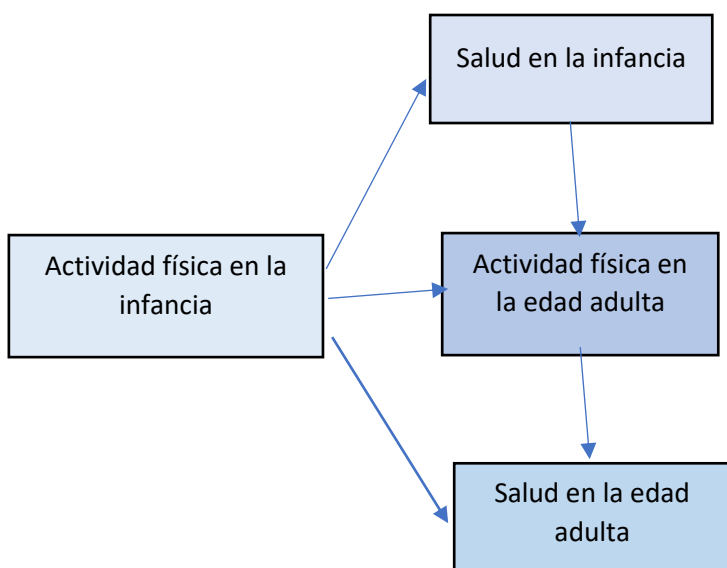 Salud en la infancia
Actividad física en la
infancia
Actividad física en
la edad adulta
Salud en la edad
adulta